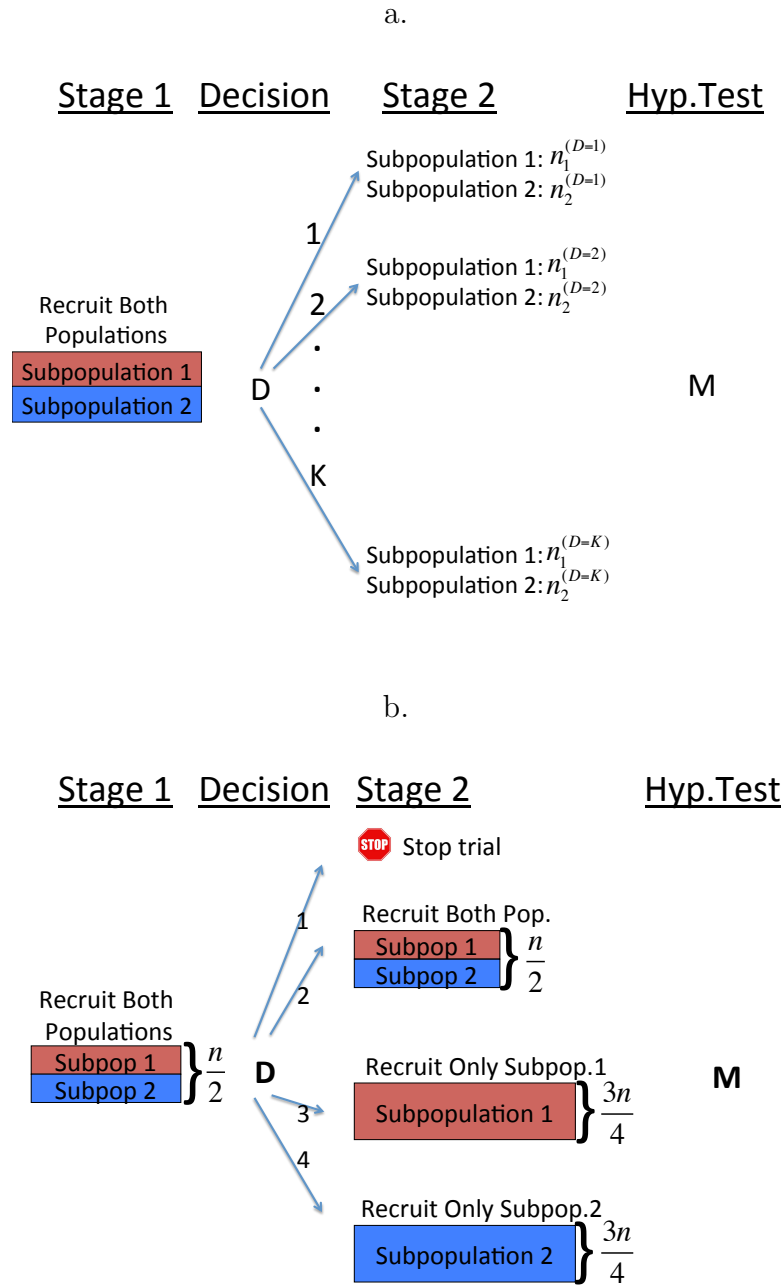 a.
Stage 1 Decision Stage 2 Hyp.Test
Subpopulation 1: n_1^{(D=1)}
Subpopulation 2: n_2^{(D=1)}
1
Subpopulation 1: n_1^{(D=2)}
Subpopulation 2: n_2^{(D=2)}
2
Recruit Both
Populations
Subpopulation 1
Subpopulation 2
D
.
.
.
M
K
Subpopulation 1: n_1^{(D=K)}
Subpopulation 2: n_2^{(D=K)}
b.
Stage 1 Decision Stage 2 Hyp.Test
STOP Stop trial
1
Recruit Both Pop.
Subpop 1
Subpop 2
} n/2
2
Recruit Both
Populations
Subpop 1
Subpop 2
} n/2
D
M
Recruit Only Subpop.1
3
Subpopulation 1 } 3n/4
4
Recruit Only Subpop.2
Subpopulation 2 } 3n/4